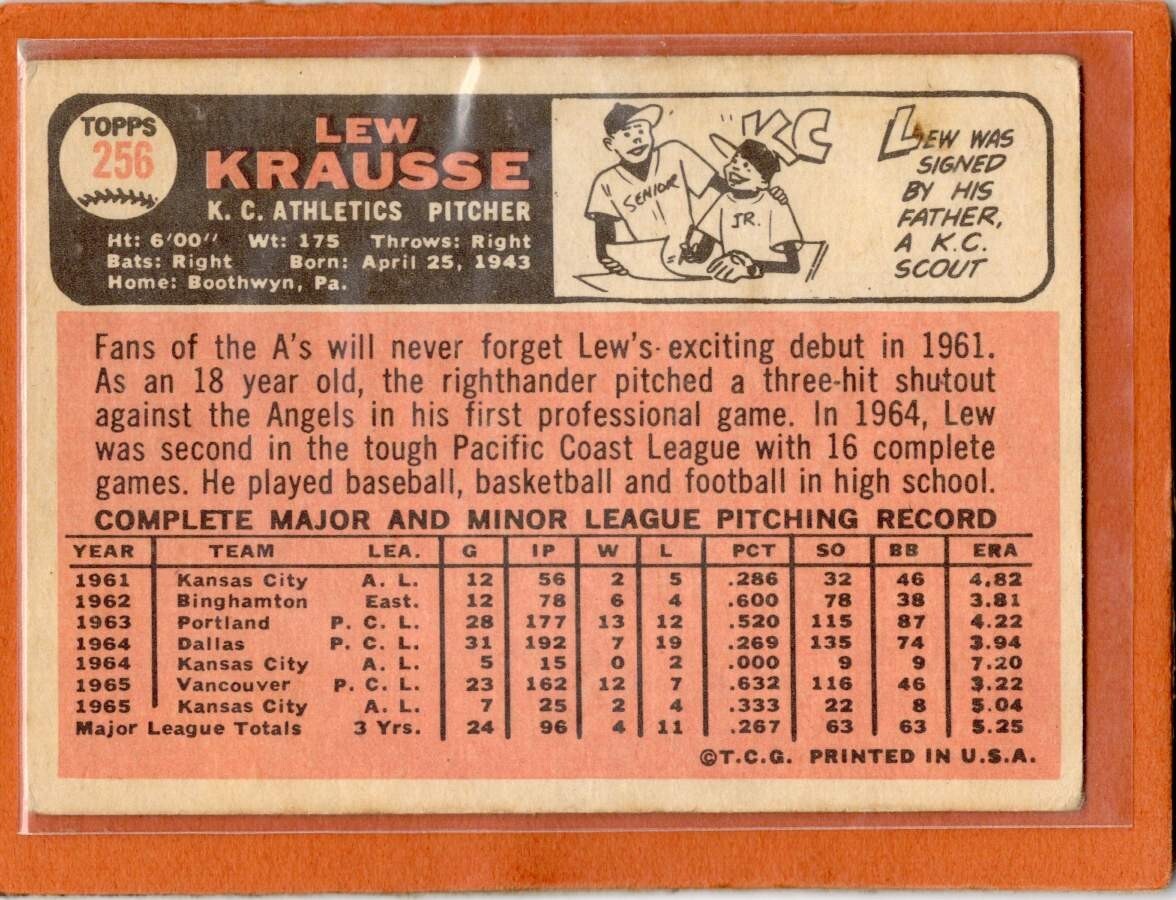 TOPPS
256
LEW
KRAUSSE
K. C. ATHLETICS PITCHER
Ht: 6'00" Wt: 175 Throws: Right
Bats: Right Born: April 25, 1943
Home: Boothwyn, Pa.
SENIOR
JR.
KC
LEW WAS
SIGNED
BY HIS
FATHER,
A K.C.
SCOUT
Fans of the A's will never forget Lew's exciting debut in 1961.
As an 18 year old, the righthander pitched a three-hit shutout
against the Angels in his first professional game. In 1964, Lew
was second in the tough Pacific Coast League with 16 complete
games. He played baseball, basketball and football in high school.
COMPLETE MAJOR AND MINOR LEAGUE PITCHING RECORD
YEAR TEAM LEA. G IP W L PCT SO BB ERA
1961 Kansas City A. L. 12 56 2 5 .286 32 46 4.82
1962 Binghamton East. 12 78 6 4 .600 78 38 3.81
1963 Portland P. C. L. 28 177 13 12 .520 115 87 4.22
1964 Dallas P. C. L. 31 192 7 19 .269 135 74 3.94
1964 Kansas City A. L. 5 15 0 2 .000 9 9 7.20
1965 Vancouver P. C. L. 23 162 12 7 .632 116 46 3.22
1965 Kansas City A. L. 7 25 2 4 .333 22 8 5.04
Major League Totals 3 Yrs. 24 96 4 11 .267 63 63 5.25
©T.C.G. PRINTED IN U.S.A.